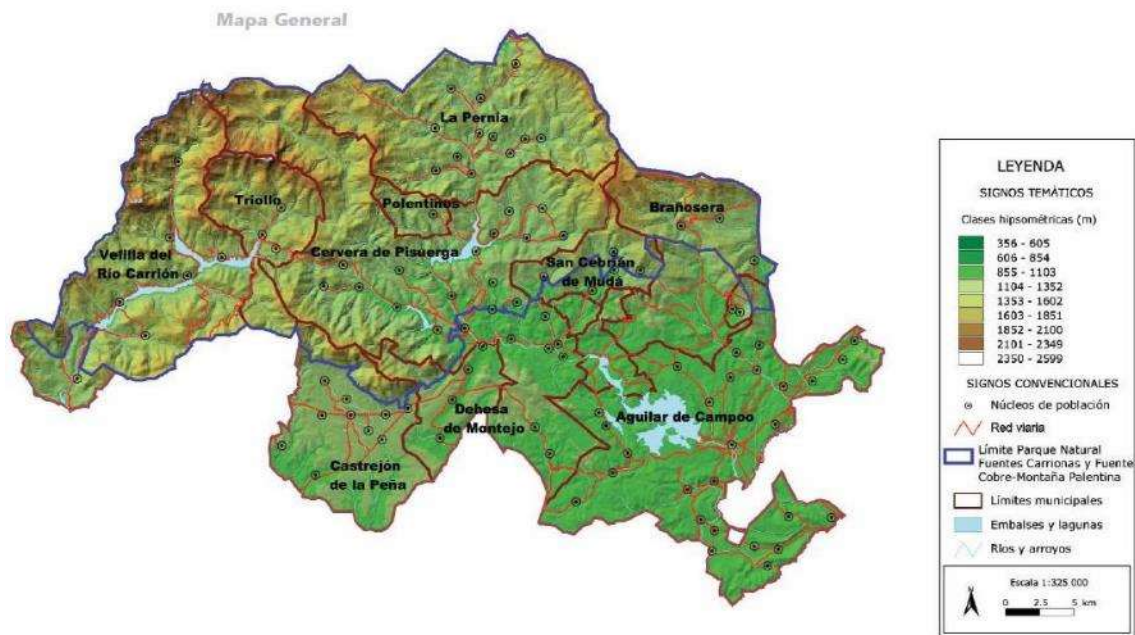 Mapa General
La Pernia
Triollo
Polentinos
Brañosera
Cervera de Pisuerga
Velilla del
Río Carrión
San Cebrián
de Mudá
Dehesa
de Montejo
Aguilar de Campoo
Castrejón
de la Peña
LEYENDA
SIGNOS TEMÁTICOS
Clases hipsométricas (m)
356 - 605
606 - 854
855 - 1103
1104 - 1352
1353 - 1602
1603 - 1851
1852 - 2100
2101 - 2349
2350 - 2599
SIGNOS CONVENCIONALES
Núcleos de población
Red viaria
Límite Parque Natural
Fuentes Carrionas y Fuente
Cobre-Montaña Palentina
Límites municipales
Embalses y lagunas
Ríos y arroyos
Escala 1:325 000
N
0 2.5 5 km